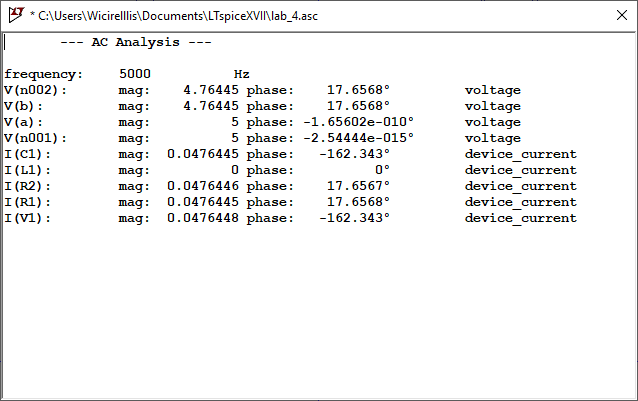 LT * C:\Users\Wicirelllis\Documents\LTspiceXVII\lab_4.asc
--- AC Analysis ---
frequency: 5000 Hz
V(n002): mag: 4.76445 phase: 17.6568° voltage
V(b): mag: 4.76445 phase: 17.6568° voltage
V(a): mag: 5 phase: -1.65602e-010° voltage
V(n001): mag: 5 phase: -2.54444e-015° voltage
I(C1): mag: 0.0476445 phase: -162.343° device_current
I(L1): mag: 0 phase: 0° device_current
I(R2): mag: 0.0476446 phase: 17.6567° device_current
I(R1): mag: 0.0476445 phase: 17.6568° device_current
I(V1): mag: 0.0476448 phase: -162.343° device_current